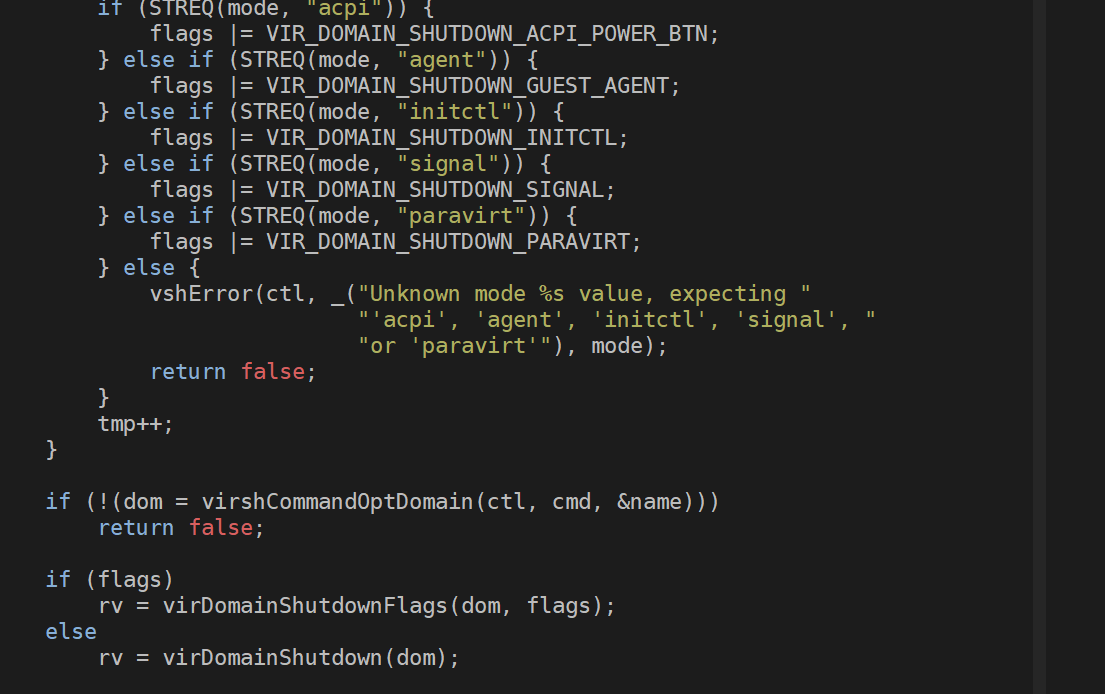 if (STREQ(mode, "acpi")) {
flags |= VIR_DOMAIN_SHUTDOWN_ACPI_POWER_BTN;
} else if (STREQ(mode, "agent")) {
flags |= VIR_DOMAIN_SHUTDOWN_GUEST_AGENT;
} else if (STREQ(mode, "initctl")) {
flags |= VIR_DOMAIN_SHUTDOWN_INITCTL;
} else if (STREQ(mode, "signal")) {
flags |= VIR_DOMAIN_SHUTDOWN_SIGNAL;
} else if (STREQ(mode, "paravirt")) {
flags |= VIR_DOMAIN_SHUTDOWN_PARAVIRT;
} else {
vshError(ctl, _("Unknown mode %s value, expecting "
"'acpi', 'agent', 'initctl', 'signal', "
"or 'paravirt'"), mode);
return false;
}
tmp++;
}
if (!(dom = virshCommandOptDomain(ctl, cmd, &name)))
return false;
if (flags)
rv = virDomainShutdownFlags(dom, flags);
else
rv = virDomainShutdown(dom);